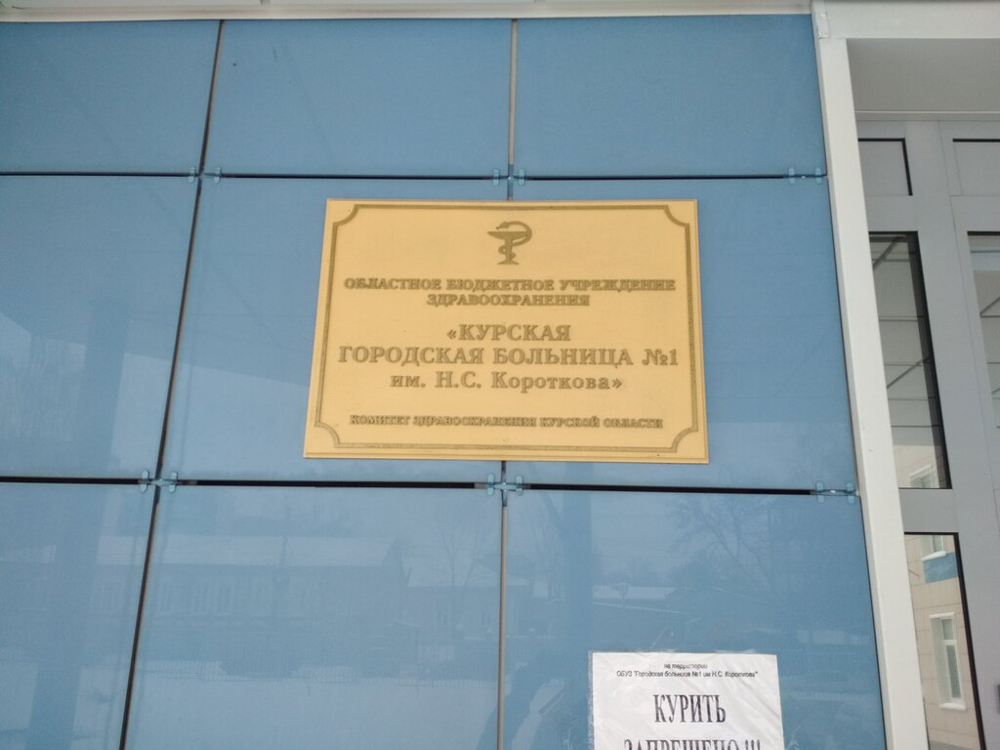 ОБЛАСТНОЕ БЮДЖЕТНОЕ УЧРЕЖДЕНИЕ
ЗДРАВООХРАНЕНИЯ
«КУРСКАЯ
ГОРОДСКАЯ БОЛЬНИЦА №1
им. Н.С. Короткова»
КОМИТЕТ ЗДРАВООХРАНЕНИЯ КУРСКОЙ ОБЛАСТИ
на территории
ОБУЗ "Городская больница №1 им Н.С. Короткова"
КУРИТЬ
ЗАПРЕЩЕНО!!!